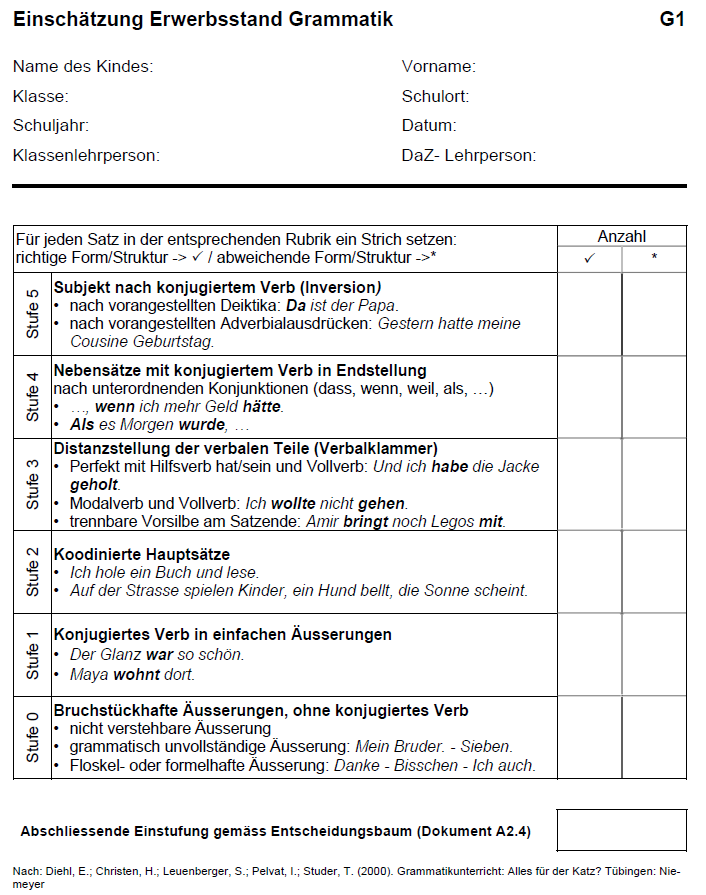 Einschätzung Erwerbsstand Grammatik G1
Name des Kindes: Vorname:
Klasse: Schulort:
Schuljahr: Datum:
Klassenlehrperson: DaZ- Lehrperson:
Für jeden Satz in der entsprechenden Rubrik ein Strich setzen:
richtige Form/Struktur -> ✓ / abweichende Form/Struktur ->*
Anzahl
✓ *
Stufe 5
Subjekt nach konjugiertem Verb (Inversion)
• nach vorangestellten Deiktika: Da ist der Papa.
• nach vorangestellten Adverbialausdrücken: Gestern hatte meine
Cousine Geburtstag.
Stufe 4
Nebensätze mit konjugiertem Verb in Endstellung
nach unterordnenden Konjunktionen (dass, wenn, weil, als, …)
• …, wenn ich mehr Geld hätte.
• Als es Morgen wurde, …
Stufe 3
Distanzstellung der verbalen Teile (Verbalklammer)
• Perfekt mit Hilfsverb hat/sein und Vollverb: Und ich habe die Jacke
geholt.
• Modalverb und Vollverb: Ich wollte nicht gehen.
• trennbare Vorsilbe am Satzende: Amir bringt noch Legos mit.
Stufe 2
Koodinierte Hauptsätze
• Ich hole ein Buch und lese.
• Auf der Strasse spielen Kinder, ein Hund bellt, die Sonne scheint.
Stufe 1
Konjugiertes Verb in einfachen Äusserungen
• Der Glanz war so schön.
• Maya wohnt dort.
Stufe 0
Bruchstückhafte Äusserungen, ohne konjugiertes Verb
• nicht verstehbare Äusserung
• grammatisch unvollständige Äusserung: Mein Bruder. - Sieben.
• Floskel- oder formelhafte Äusserung: Danke - Bisschen - Ich auch.
Abschliessende Einstufung gemäss Entscheidungsbaum (Dokument A2.4)
Nach: Diehl, E.; Christen, H.; Leuenberger, S.; Pelvat, I.; Studer, T. (2000). Grammatikunterricht: Alles für der Katz? Tübingen: Nie-
meyer